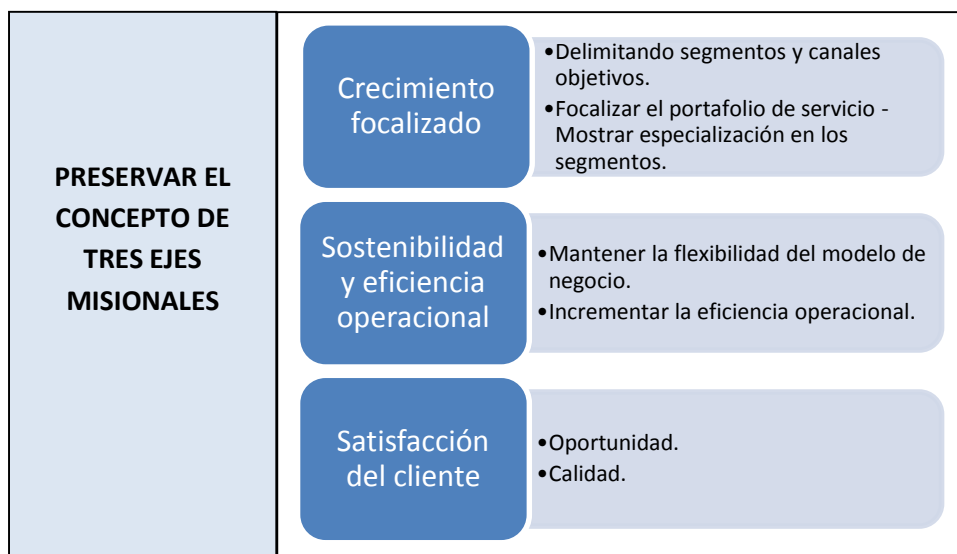 PRESERVAR EL
CONCEPTO DE
TRES EJES
MISIONALES
Crecimiento
focalizado
•Delimitando segmentos y canales
objetivos.
•Focalizar el portafolio de servicio -
Mostrar especialización en los
segmentos.
Sostenibilidad
y eficiencia
operacional
•Mantener la flexibilidad del modelo de
negocio.
•Incrementar la eficiencia operacional.
Satisfacción
del cliente
•Oportunidad.
•Calidad.